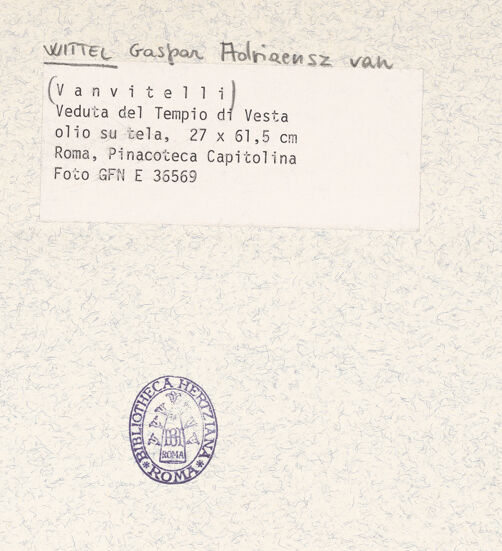 WITTEL Gaspar Adriaensz van
(Vanvitelli)
Veduta del Tempio di Vesta
olio su tela, 27 x 61,5 cm
Roma, Pinacoteca Capitolina
Foto GFN E 36569
BIBLIOTHECA HERTZIANA
ROMA
* ROMA *